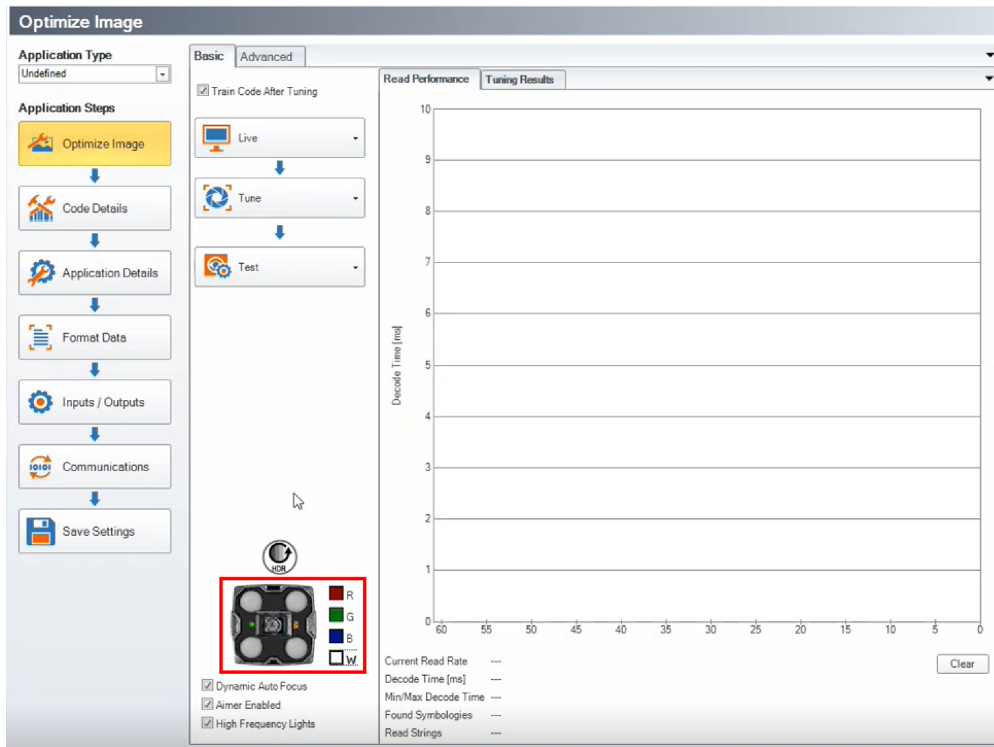 Optimize Image
Application Type
Undefined
Application Steps
Optimize Image
Code Details
Application Details
Format Data
Inputs / Outputs
Communications
Save Settings
Basic
Advanced
Train Code After Tuning
Live
Tune
Test
HDR
R
G
B
W
Dynamic Auto Focus
Aimer Enabled
High Frequency Lights
Read Performance
Tuning Results
10
9
8
7
6
5
4
3
2
1
0
Decode Time [ms]
60 55 50 45 40 35 30 25 20 15 10 5 0
Current Read Rate ---
Decode Time [ms] ---
Min/Max Decode Time ---
Found Symbologies ---
Read Strings ---
Clear